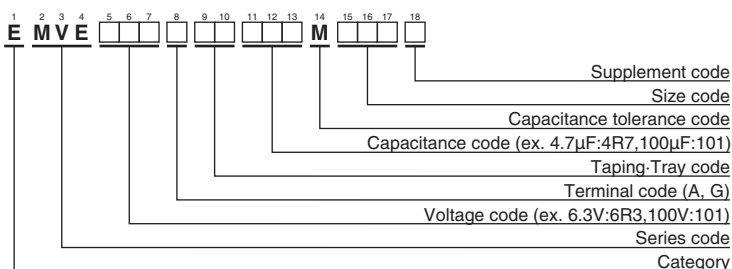 1 2 3 4 5 6 7 8 9 10 11 12 13 14 15 16 17 18
E M V E M
Supplement code
Size code
Capacitance tolerance code
Capacitance code (ex. 4.7µF:4R7,100µF:101)
Taping·Tray code
Terminal code (A, G)
Voltage code (ex. 6.3V:6R3,100V:101)
Series code
Category